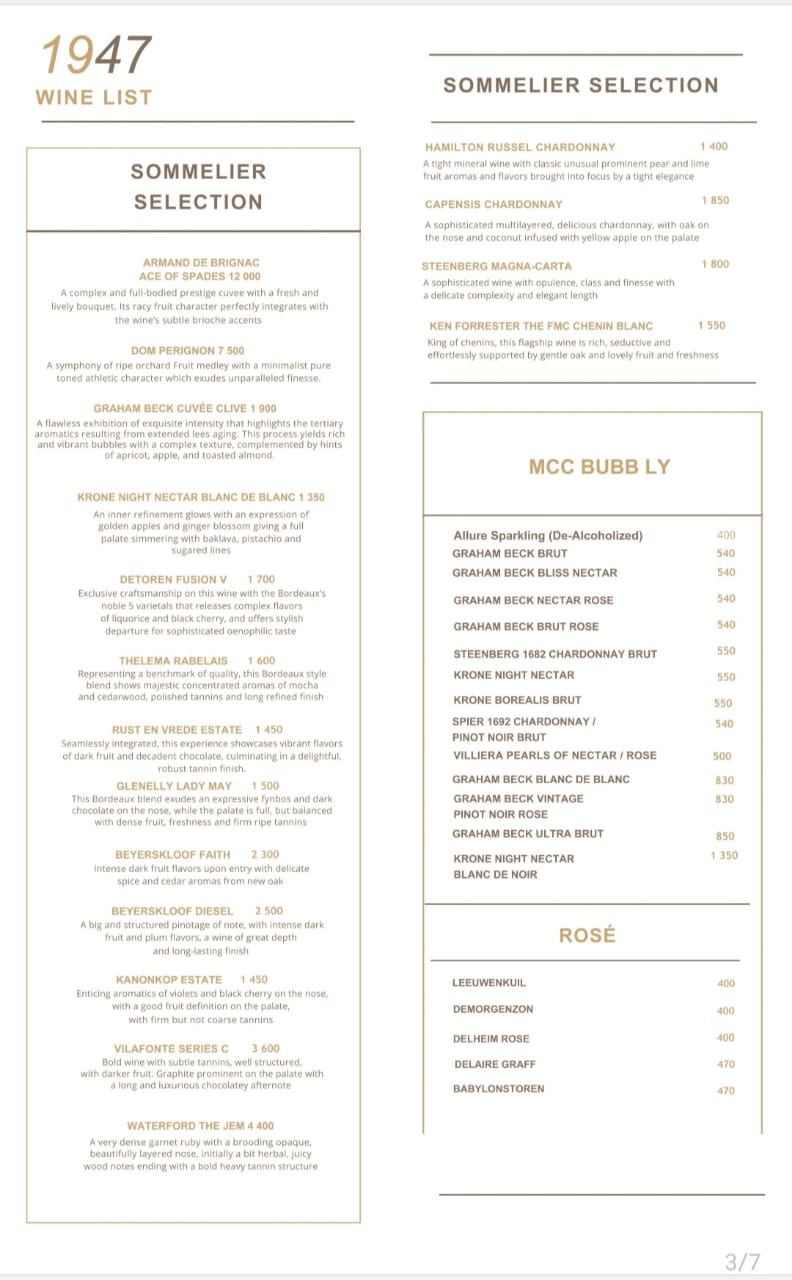 1947
WINE LIST
SOMMELIER
SELECTION
ARMAND DE BRIGNAC
ACE OF SPADES 12 000
A complex and full-bodied prestige cuvee with a fresh and
lively bouquet. Its racy fruit character perfectly integrates with
the wine's subtle brioche accents
DOM PERIGNON 7 500
A symphony of ripe orchard Fruit medley with a minimalist pure
toned athletic character which exudes unparalleled finesse.
GRAHAM BECK CUVÉE CLIVE 1 900
A flawless exhibition of exquisite intensity that highlights the tertiary
aromatics resulting from extended lees aging. This process yields rich
and vibrant bubbles with a complex texture, complemented by hints
of apricot, apple, and toasted almond.
KRONE NIGHT NECTAR BLANC DE BLANC 1 350
An inner refinement glows with an expression of
golden apples and ginger blossom giving a full
palate simmering with baklava, pistachio and
sugared lines
DETOREN FUSION V 1 700
Exclusive craftsmanship on this wine with the Bordeaux's
noble 5 varietals that releases complex flavors
of liquorice and black cherry, and offers stylish
departure for sophisticated oenophilic taste
THELEMA RABELAIS 1 600
Representing a benchmark of quality, this Bordeaux style
blend shows majestic concentrated aromas of mocha
and cedarwood, polished tannins and long refined finish
RUST EN VREDE ESTATE 1 450
Seamlessly integrated, this experience showcases vibrant flavors
of dark fruit and decadent chocolate, culminating in a delightful,
robust tannin finish.
GLENELLY LADY MAY 1 500
This Bordeaux blend exudes an expressive fynbos and dark
chocolate on the nose, while the palate is full, but balanced
with dense fruit, freshness and firm ripe tannins
BEYERSKLOOF FAITH 2 300
Intense dark fruit flavors upon entry with delicate
spice and cedar aromas from new oak
BEYERSKLOOF DIESEL 2 500
A big and structured pinotage of note, with intense dark
fruit and plum flavors, a wine of great depth
and long-lasting finish
KANONKOP ESTATE 1 450
Enticing aromatics of violets and black cherry on the nose,
with a good fruit definition on the palate,
with firm but not coarse tannins
VILAFONTE SERIES C 3 600
Bold wine with subtle tannins, well structured,
with darker fruit. Graphite prominent on the palate with
a long and luxurious chocolatey afternote
WATERFORD THE JEM 4 400
A very dense garnet ruby with a brooding opaque,
beautifully layered nose, initially a bit herbal, juicy
wood notes ending with a bold heavy tannin structure
SOMMELIER SELECTION
HAMILTON RUSSEL CHARDONNAY 1 400
A tight mineral wine with classic unusual prominent pear and lime
fruit aromas and flavors brought into focus by a tight elegance
CAPENSIS CHARDONNAY 1 850
A sophisticated multilayered, delicious chardonnay, with oak on
the nose and coconut infused with yellow apple on the palate
STEENBERG MAGNA-CARTA 1 800
A sophisticated wine with opulence, class and finesse with
a delicate complexity and elegant length
KEN FORRESTER THE FMC CHENIN BLANC 1 550
King of chenins, this flagship wine is rich, seductive and
effortlessly supported by gentle oak and lovely fruit and freshness
MCC BUBB LY
Allure Sparkling (De-Alcoholized) 400
GRAHAM BECK BRUT 540
GRAHAM BECK BLISS NECTAR 540
GRAHAM BECK NECTAR ROSE 540
GRAHAM BECK BRUT ROSE 540
STEENBERG 1682 CHARDONNAY BRUT 550
KRONE NIGHT NECTAR 550
KRONE BOREALIS BRUT 550
SPIER 1692 CHARDONNAY / 540
PINOT NOIR BRUT
VILLIERA PEARLS OF NECTAR / ROSE 500
GRAHAM BECK BLANC DE BLANC 830
GRAHAM BECK VINTAGE 830
PINOT NOIR ROSE
GRAHAM BECK ULTRA BRUT 850
KRONE NIGHT NECTAR 1 350
BLANC DE NOIR
ROSÉ
LEEUWENKUIL 400
DEMORGENZON 400
DELHEIM ROSE 400
DELAIRE GRAFF 470
BABYLONSTOREN 470
3/7